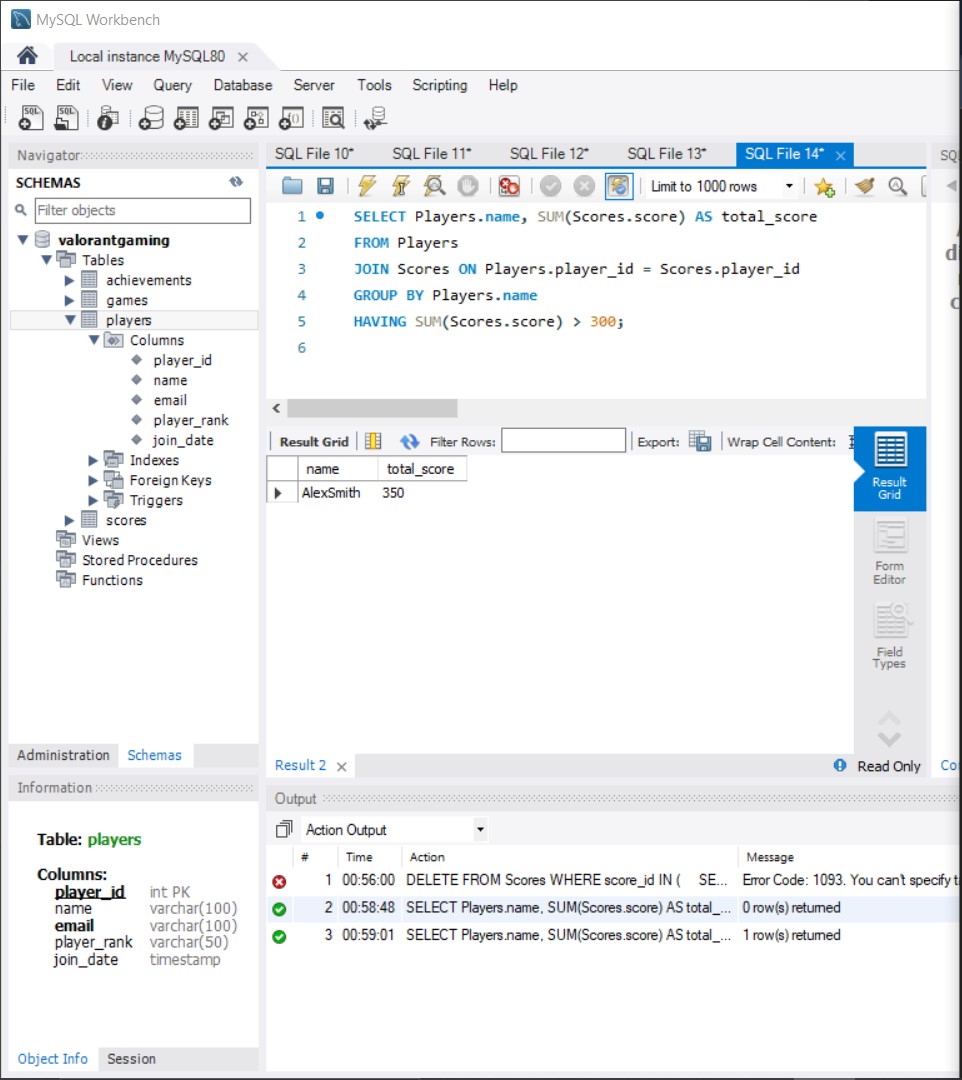 MySQL Workbench
Local instance MySQL80
File Edit View Query Database Server Tools Scripting Help
Navigator
SCHEMAS
Filter objects
valorantgaming
Tables
achievements
games
players
Columns
player_id
name
email
player_rank
join_date
Indexes
Foreign Keys
Triggers
scores
Views
Stored Procedures
Functions
Administration Schemas
Information
Table: players
Columns:
player_id int PK
name varchar(100)
email varchar(100)
player_rank varchar(50)
join_date timestamp
Object Info Session
SQL File 10* SQL File 11* SQL File 12* SQL File 13* SQL File 14*
Limit to 1000 rows
1 SELECT Players.name, SUM(Scores.score) AS total_score
2 FROM Players
3 JOIN Scores ON Players.player_id = Scores.player_id
4 GROUP BY Players.name
5 HAVING SUM(Scores.score) > 300;
6
Result Grid Filter Rows: Export: Wrap Cell Content:
name total_score
AlexSmith 350
Result
Grid
Form
Editor
Field
Types
Result 2 Read Only
Output
Action Output
# Time Action Message
1 00:56:00 DELETE FROM Scores WHERE score_id IN ( SE... Error Code: 1093. You can't specify t
2 00:58:48 SELECT Players.name, SUM(Scores.score) AS total_... 0 row(s) returned
3 00:59:01 SELECT Players.name, SUM(Scores.score) AS total_... 1 row(s) returned